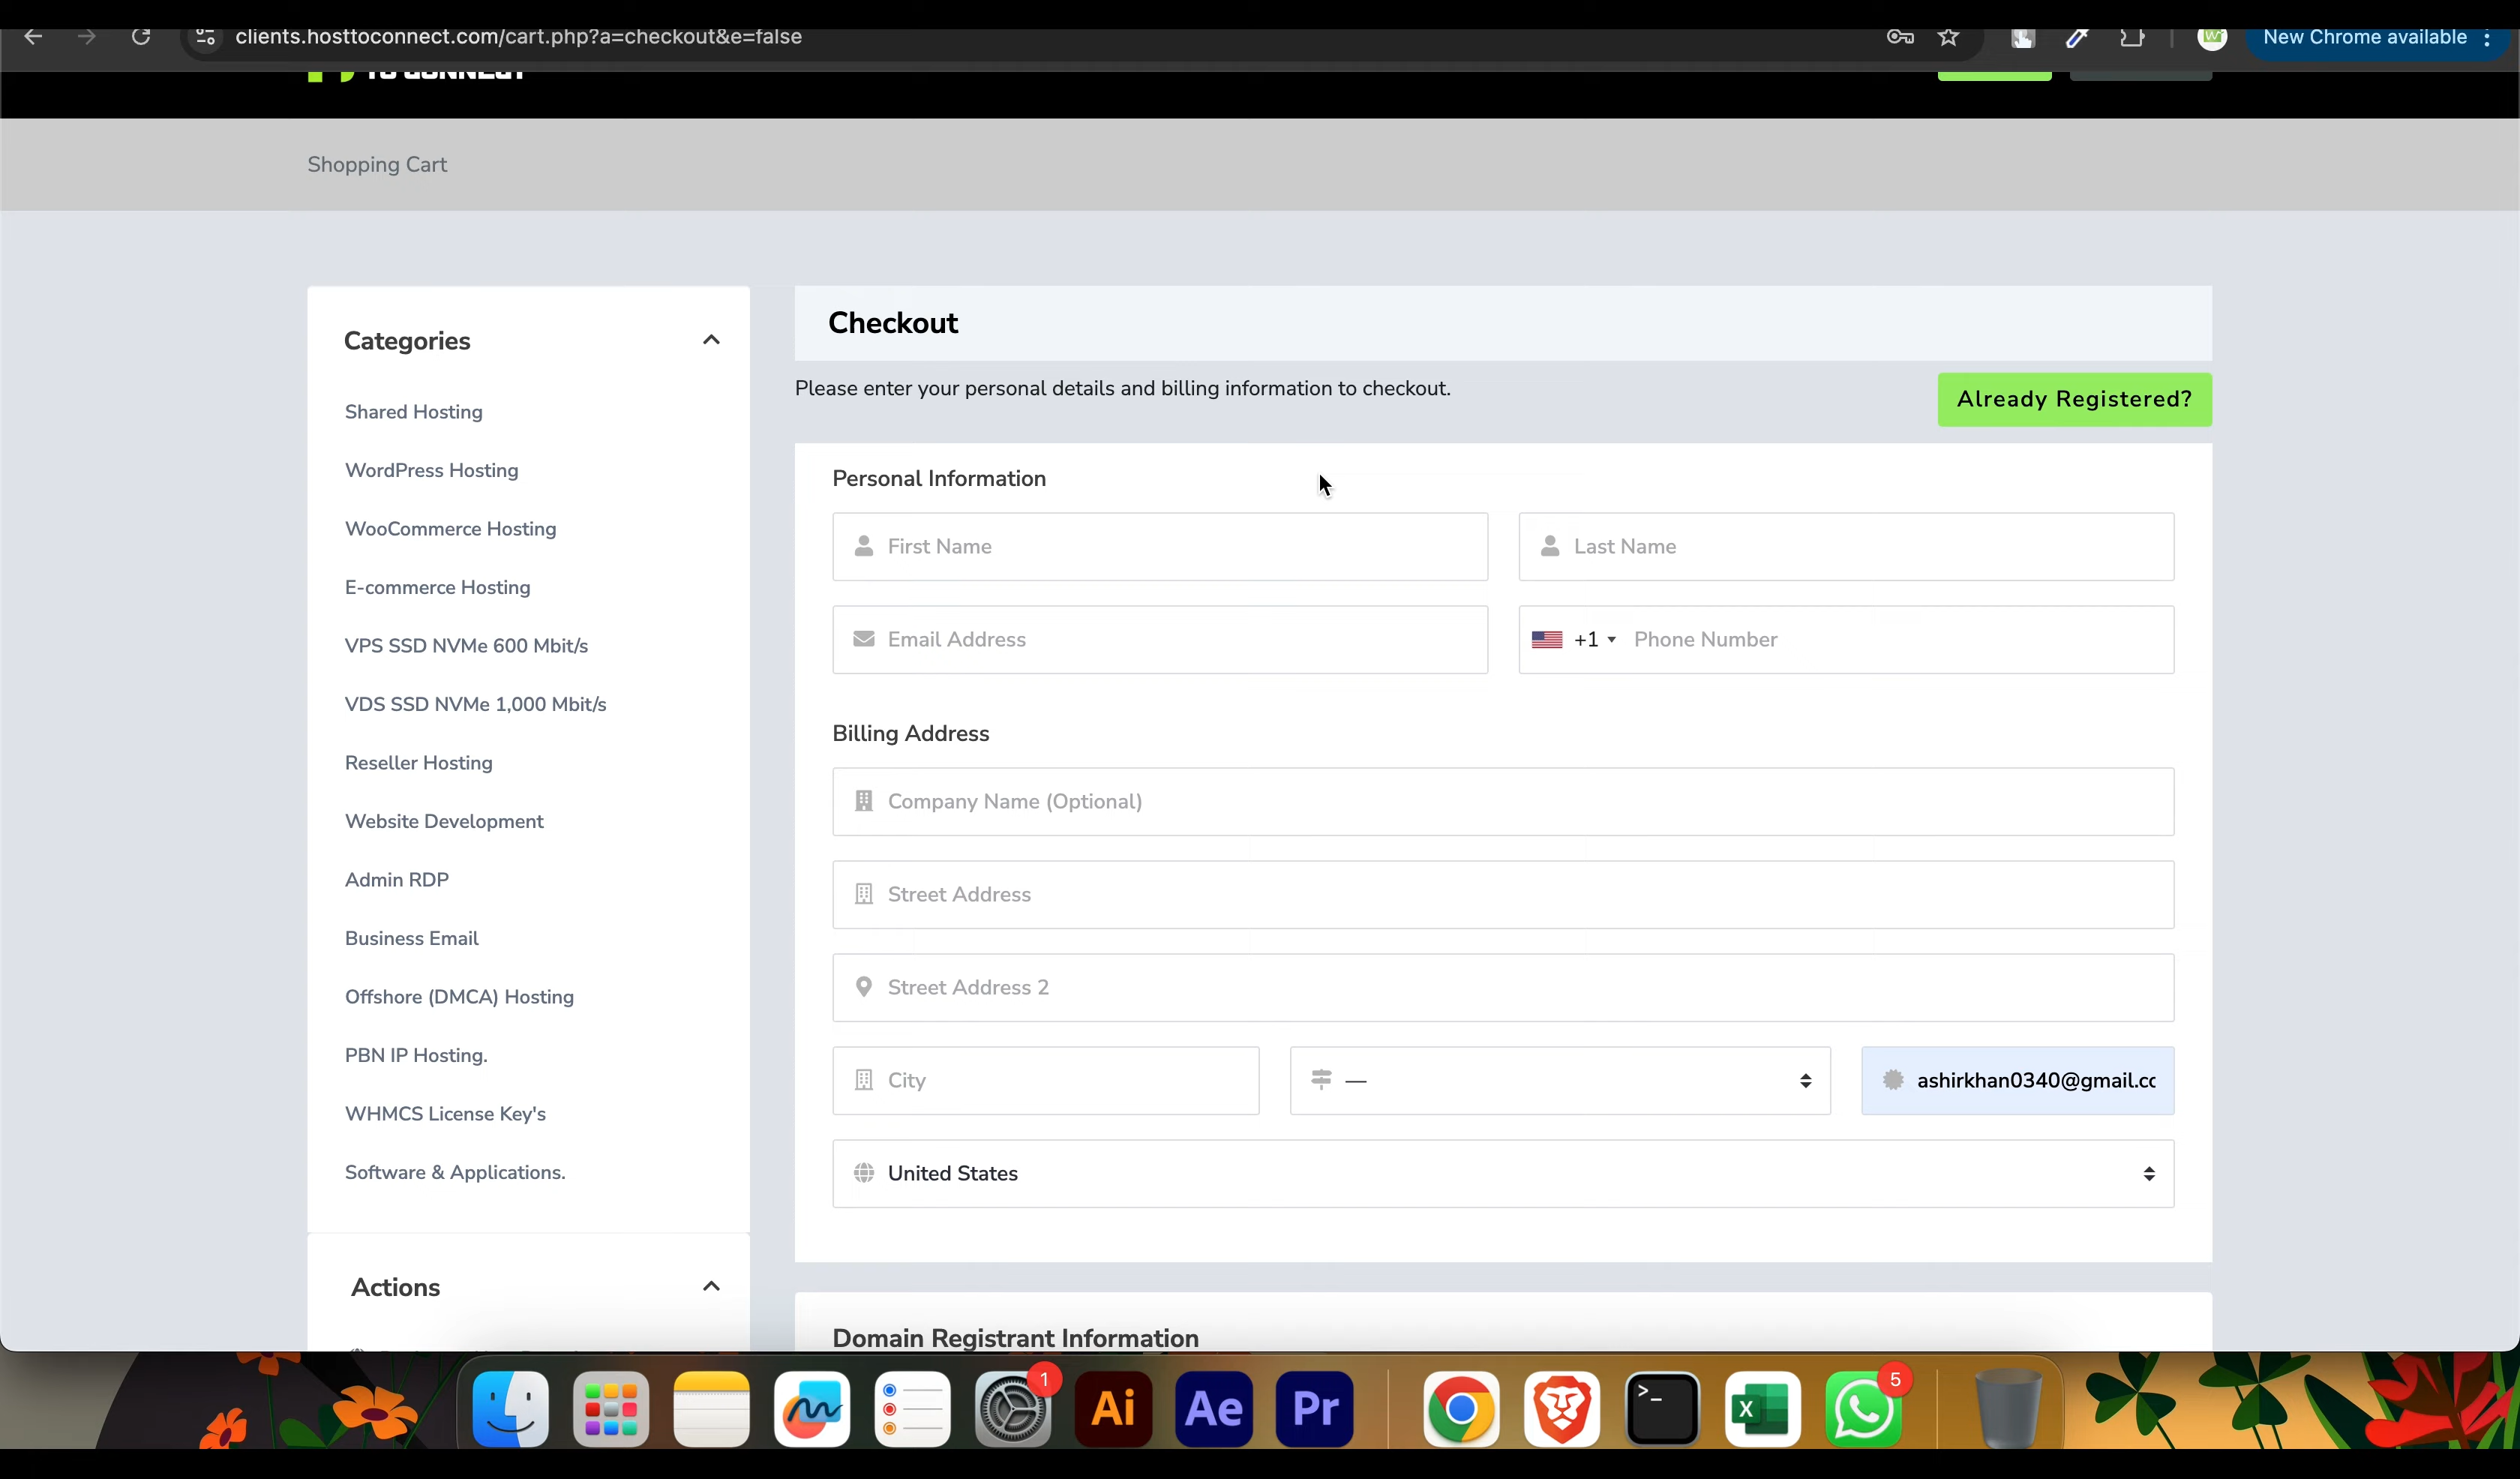 clients.hosttoconnect.com/cart.php?a=checkout&e=false
New Chrome available
TO CONNECT
Shopping Cart
Categories
Shared Hosting
WordPress Hosting
WooCommerce Hosting
E-commerce Hosting
VPS SSD NVMe 600 Mbit/s
VDS SSD NVMe 1,000 Mbit/s
Reseller Hosting
Website Development
Admin RDP
Business Email
Offshore (DMCA) Hosting
PBN IP Hosting.
WHMCS License Key's
Software & Applications.
Actions
Checkout
Please enter your personal details and billing information to checkout.
Already Registered?
Personal Information
First Name
Last Name
Email Address
+1 Phone Number
Billing Address
Company Name (Optional)
Street Address
Street Address 2
City
—
ashirkhan0340@gmail.cc
United States
Domain Registrant Information
1
Ai
Ae
Pr
>_
X
5